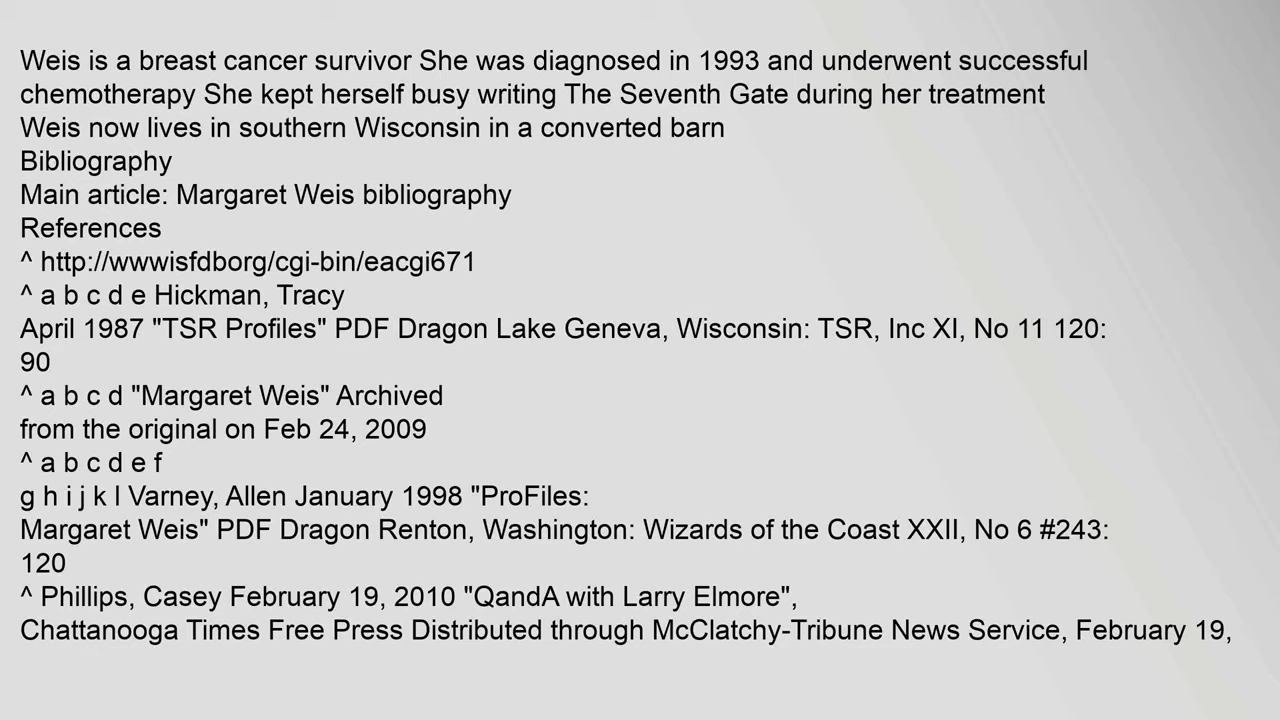 Weis is a breast cancer survivor She was diagnosed in 1993 and underwent successful
chemotherapy She kept herself busy writing The Seventh Gate during her treatment
Weis now lives in southern Wisconsin in a converted barn
Bibliography
Main article: Margaret Weis bibliography
References
^ http://wwwisfdborg/cgi-bin/eacgi671
^ a b c d e Hickman, Tracy
April 1987 "TSR Profiles" PDF Dragon Lake Geneva, Wisconsin: TSR, Inc XI, No 11 120:
90
^ a b c d "Margaret Weis" Archived
from the original on Feb 24, 2009
^ a b c d e f
g h i j k l Varney, Allen January 1998 "ProFiles:
Margaret Weis" PDF Dragon Renton, Washington: Wizards of the Coast XXII, No 6 #243:
120
^ Phillips, Casey February 19, 2010 "QandA with Larry Elmore",
Chattanooga Times Free Press Distributed through McClatchy-Tribune News Service, February 19,